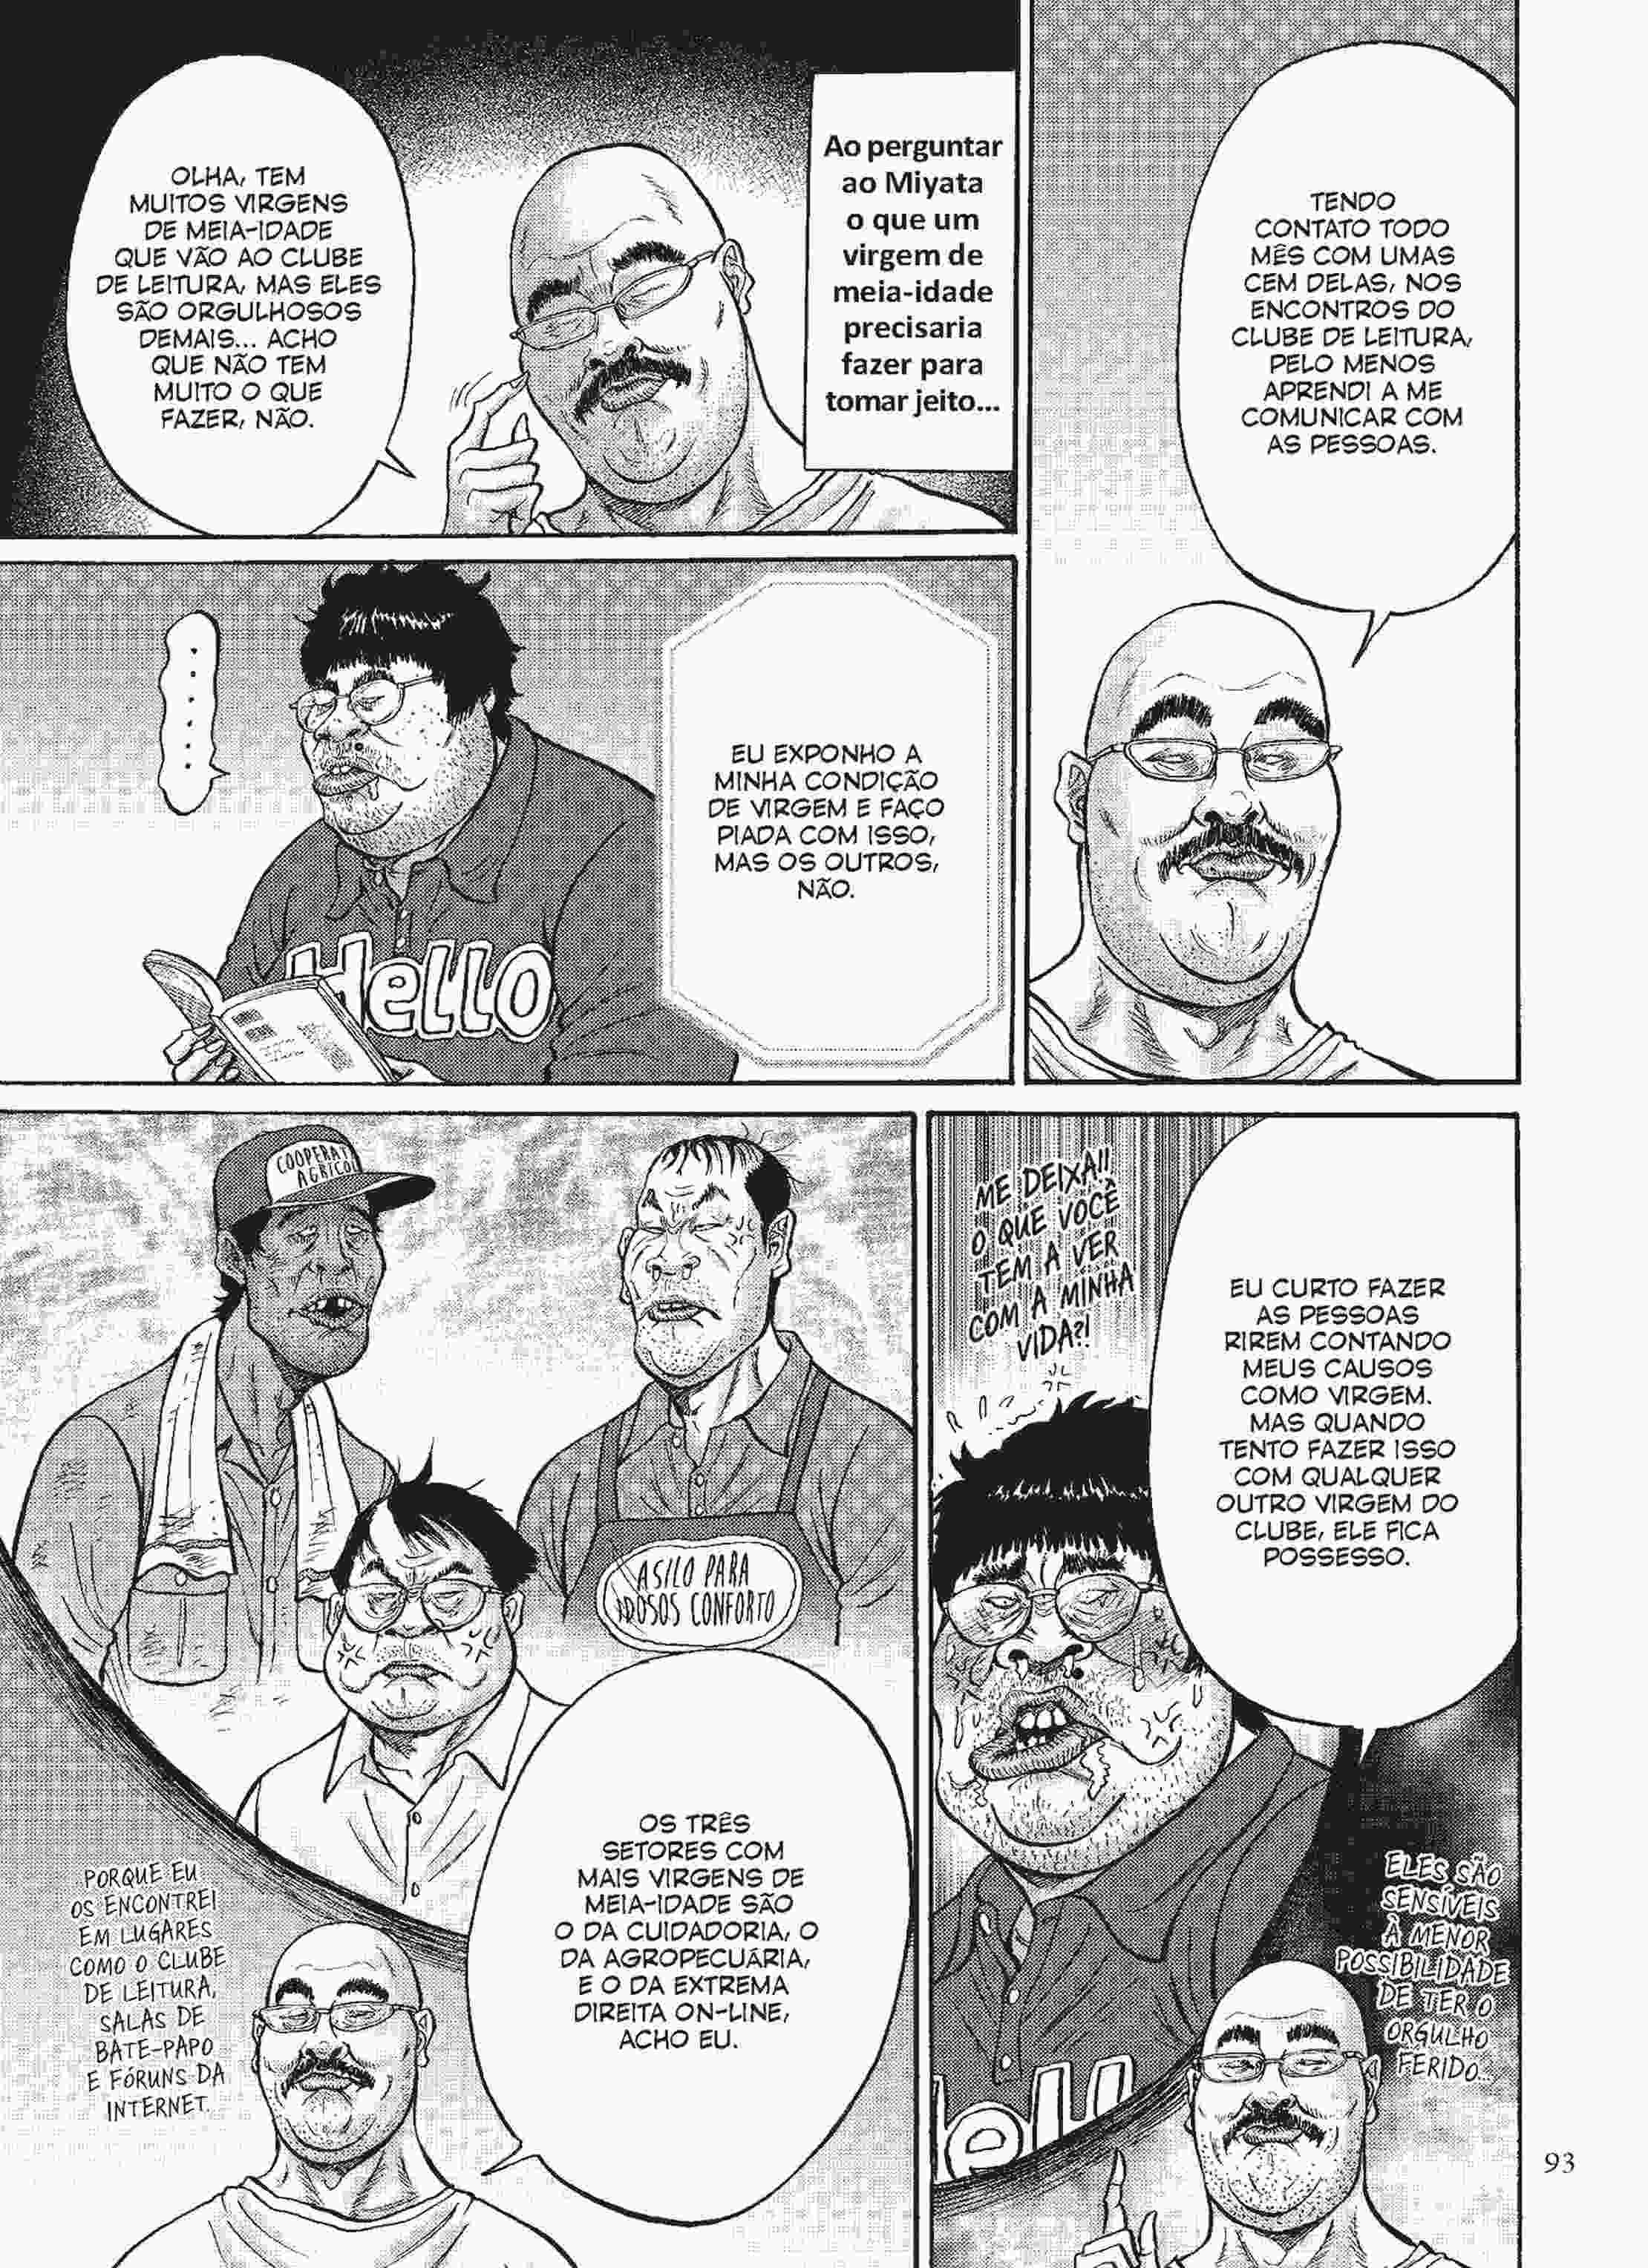 TENDO
CONTATO TODO
MÊS COM UMAS
CEM DELAS, NOS
ENCONTROS DO
CLUBE DE LEITURA,
PELO MENOS
APRENDI A ME
COMUNICAR COM
AS PESSOAS.
Ao perguntar
ao Miyata
o que um
virgem de
meia-idade
precisaria
fazer para
tomar jeito...
OLHA, TEM
MUITOS VIRGENS
DE MEIA-IDADE
QUE VÃO AO CLUBE
DE LEITURA, MAS ELES
SÃO ORGULHOSOS
DEMAIS... ACHO
QUE NÃO TEM
MUITO O QUE
FAZER, NÃO.
EU EXPONHO A
MINHA CONDIÇÃO
DE VIRGEM E FAÇO
PIADA COM ISSO,
MAS OS OUTROS,
NÃO.
......
Hello
EU CURTO FAZER
AS PESSOAS
RIREM CONTANDO
MEUS CAUSOS
COMO VIRGEM.
MAS QUANDO
TENTO FAZER ISSO
COM QUALQUER
OUTRO VIRGEM DO
CLUBE, ELE FICA
POSSESSO.
ME DEIXA!!
O QUE VOCÊ
TEM A VER
COM A MINHA
VIDA?!
ELES SÃO
SENSÍVEIS
À MENOR
POSSIBILIDADE
DE TER O
ORGULHO
FERIDO...
Hell
COOPERATI
AGRÍCOL
ASILO PARA
IDOSOS CONFORTO
OS TRÊS
SETORES COM
MAIS VIRGENS DE
MEIA-IDADE SÃO
O DA CUIDADORIA, O
DA AGROPECUÁRIA,
E O DA EXTREMA
DIREITA ON-LINE,
ACHO EU.
PORQUE EU
OS ENCONTREI
EM LUGARES
COMO O CLUBE
DE LEITURA,
SALAS DE
BATE-PAPO
E FÓRUNS DA
INTERNET.
93